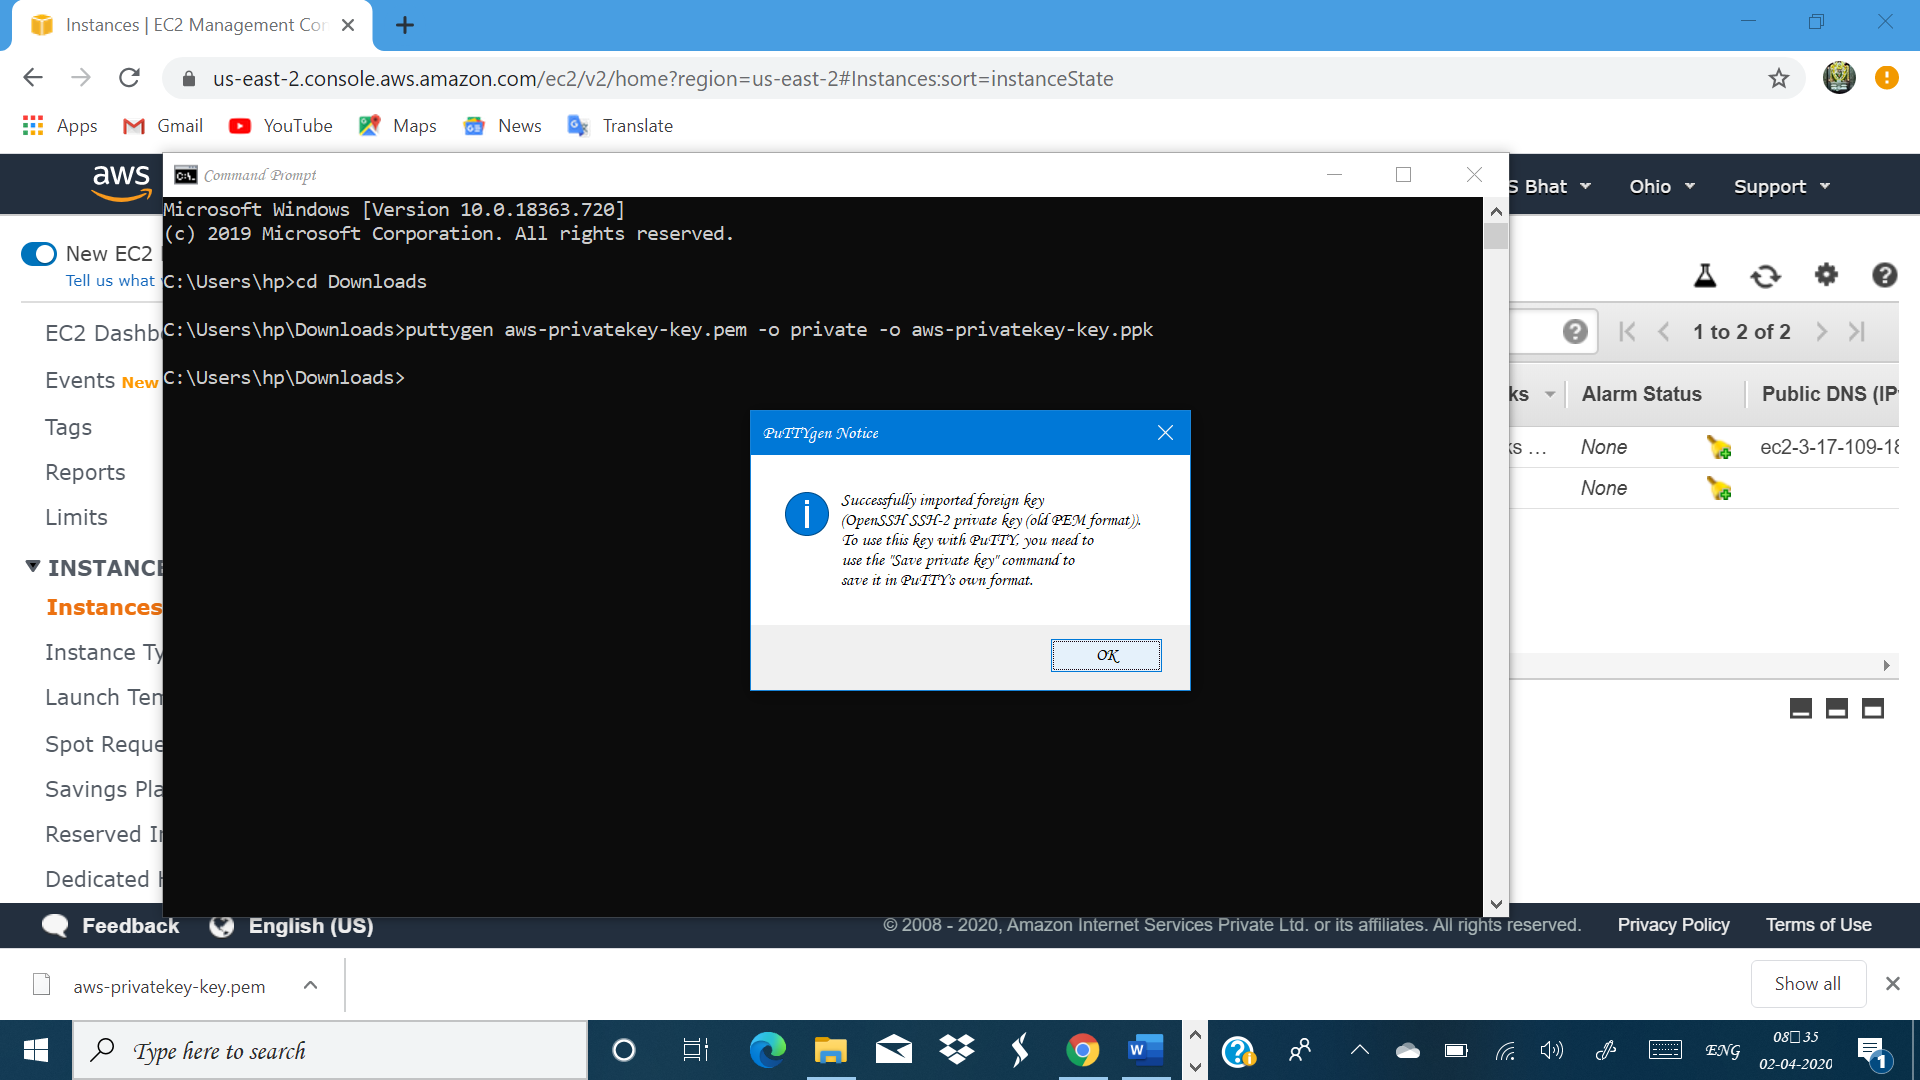 Instances | EC2 Management Con
us-east-2.console.aws.amazon.com/ec2/v2/home?region=us-east-2#Instances:sort=instanceState
Apps Gmail YouTube Maps News Translate
aws
Command Prompt
S Bhat Ohio Support
Microsoft Windows [Version 10.0.18363.720]
(c) 2019 Microsoft Corporation. All rights reserved.
C:\Users\hp>cd Downloads
C:\Users\hp\Downloads>puttygen aws-privatekey-key.pem -o private -o aws-privatekey-key.ppk
C:\Users\hp\Downloads>
New EC2
Tell us what
EC2 Dashb
Events New
Tags
Reports
Limits
INSTANCE
Instances
Instance Ty
Launch Tem
Spot Reque
Savings Pla
Reserved In
Dedicated H
1 to 2 of 2
ks Alarm Status Public DNS (IP
ks ... None ec2-3-17-109-18
None
PuTTYgen Notice
Successfully imported foreign key
(OpenSSH SSH-2 private key (old PEM format)).
To use this key with PuTTY, you need to
use the "Save private key" command to
save it in PuTTY's own format.
OK
Feedback English (US)
© 2008 - 2020, Amazon Internet Services Private Ltd. or its affiliates. All rights reserved. Privacy Policy Terms of Use
aws-privatekey-key.pem
Show all
Type here to search
ENG
08□35
02-04-2020
1